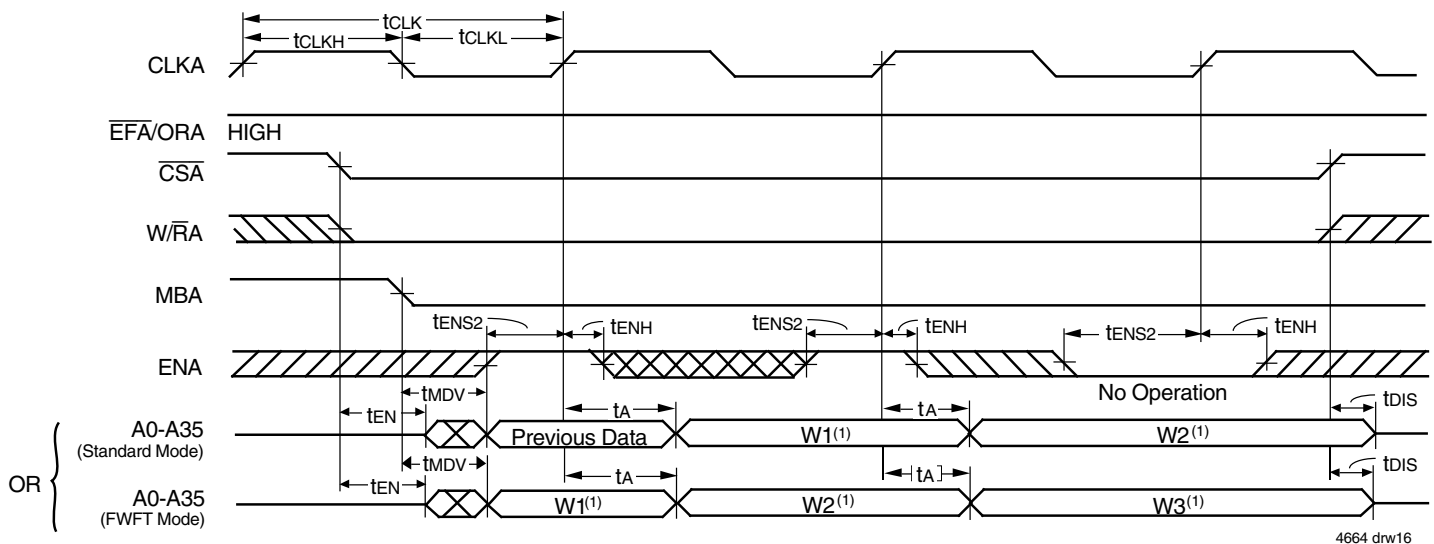 tCLK
tCLKH tCLKL
CLKA
EFA/ORA HIGH
CSA
W/RA
MBA
tENS2 tENH tENS2 tENH tENS2 tENH
ENA
No Operation
tMDV
tEN tA tA tDIS
A0-A35
(Standard Mode)
Previous Data W1(1) W2(1)
OR
tMDV
tEN tA tA tDIS
A0-A35
(FWFT Mode)
W1(1) W2(1) W3(1)
4664 drw16